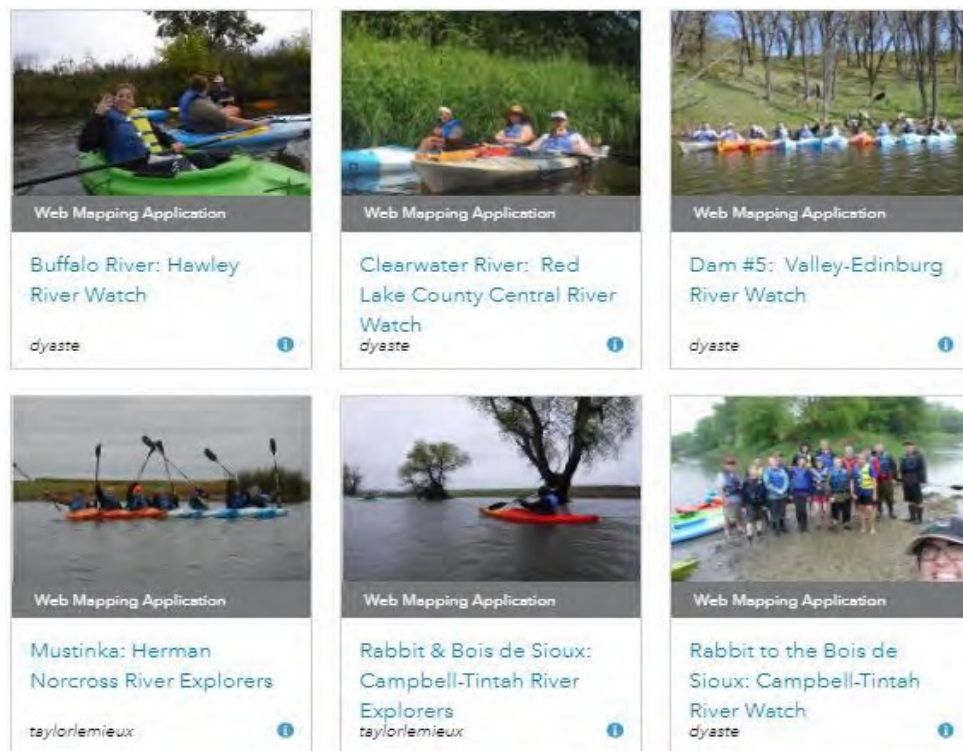 Web Mapping Application
Buffalo River: Hawley
River Watch
dyaste
Web Mapping Application
Clearwater River: Red
Lake County Central River
Watch
dyaste
Web Mapping Application
Dam #5: Valley-Edinburg
River Watch
dyaste
Web Mapping Application
Mustinka: Herman
Norcross River Explorers
taylorlemieux
Web Mapping Application
Rabbit & Bois de Sioux:
Campbell-Tintah River
Explorers
taylorlemieux
Web Mapping Application
Rabbit to the Bois de
Sioux: Campbell-Tintah
River Watch
dyaste